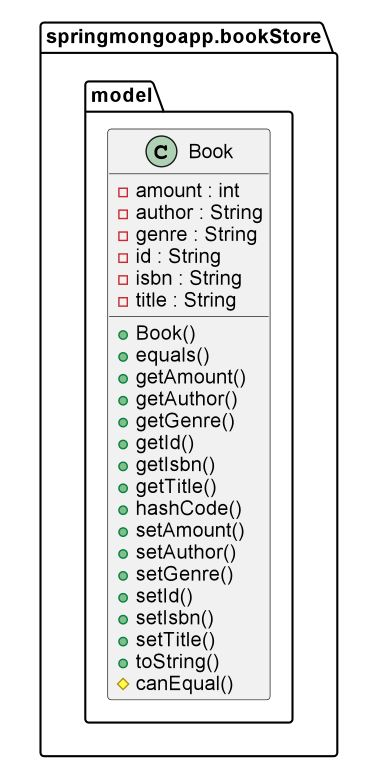 springmongoapp.bookStore
model
C Book
amount : int
author : String
genre : String
id : String
isbn : String
title : String
Book()
equals()
getAmount()
getAuthor()
getGenre()
getId()
getIsbn()
getTitle()
hashCode()
setAmount()
setAuthor()
setGenre()
setId()
setIsbn()
setTitle()
toString()
canEqual()